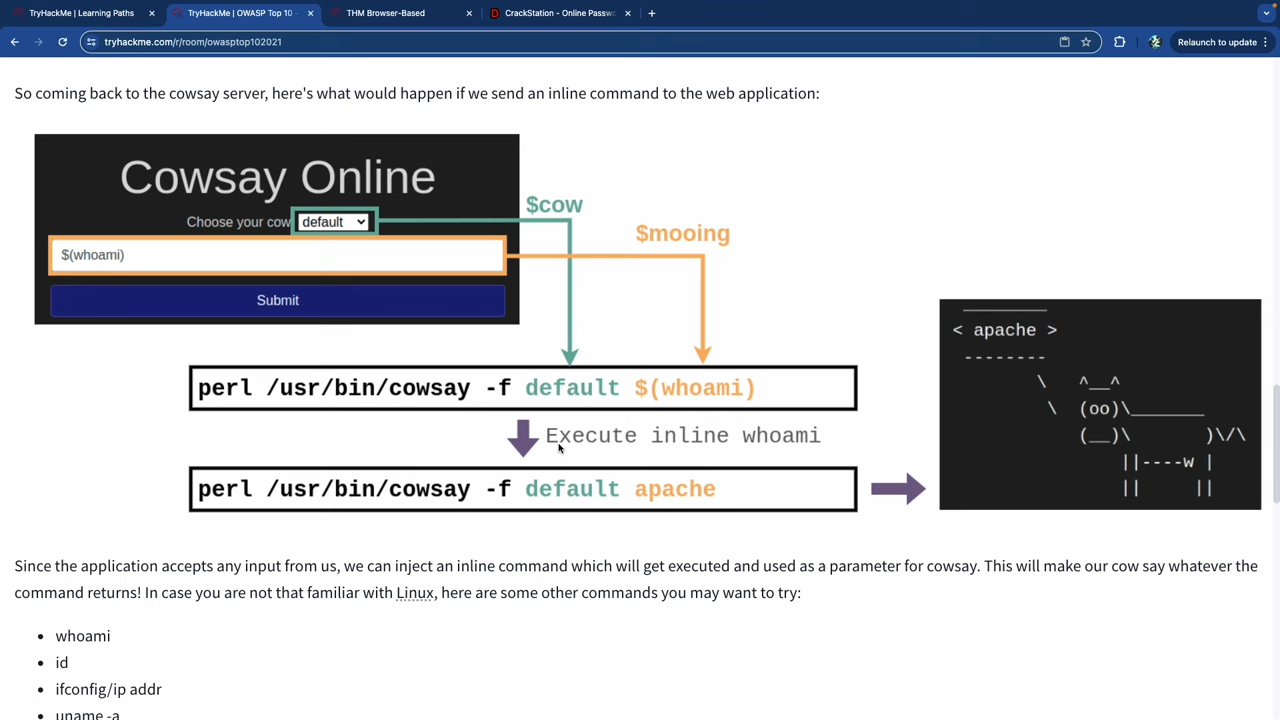 TryHackMe | Learning Paths
TryHackMe | OWASP Top 10 -
THM Browser-Based
CrackStation - Online Passwo
tryhackme.com/r/room/owasptop102021
Relaunch to update
So coming back to the cowsay server, here's what would happen if we send an inline command to the web application:
Cowsay Online
Choose your cow
default
$cow
$mooing
$(whoami)
Submit
< apache >
--------
\ ^__^
\ (oo)\_______
(__)\ )\/\
||----w |
|| ||
perl /usr/bin/cowsay -f default $(whoami)
Execute inline whoami
perl /usr/bin/cowsay -f default apache
Since the application accepts any input from us, we can inject an inline command which will get executed and used as a parameter for cowsay. This will make our cow say whatever the
command returns! In case you are not that familiar with Linux, here are some other commands you may want to try:
• whoami
• id
• ifconfig/ip addr
• uname -a